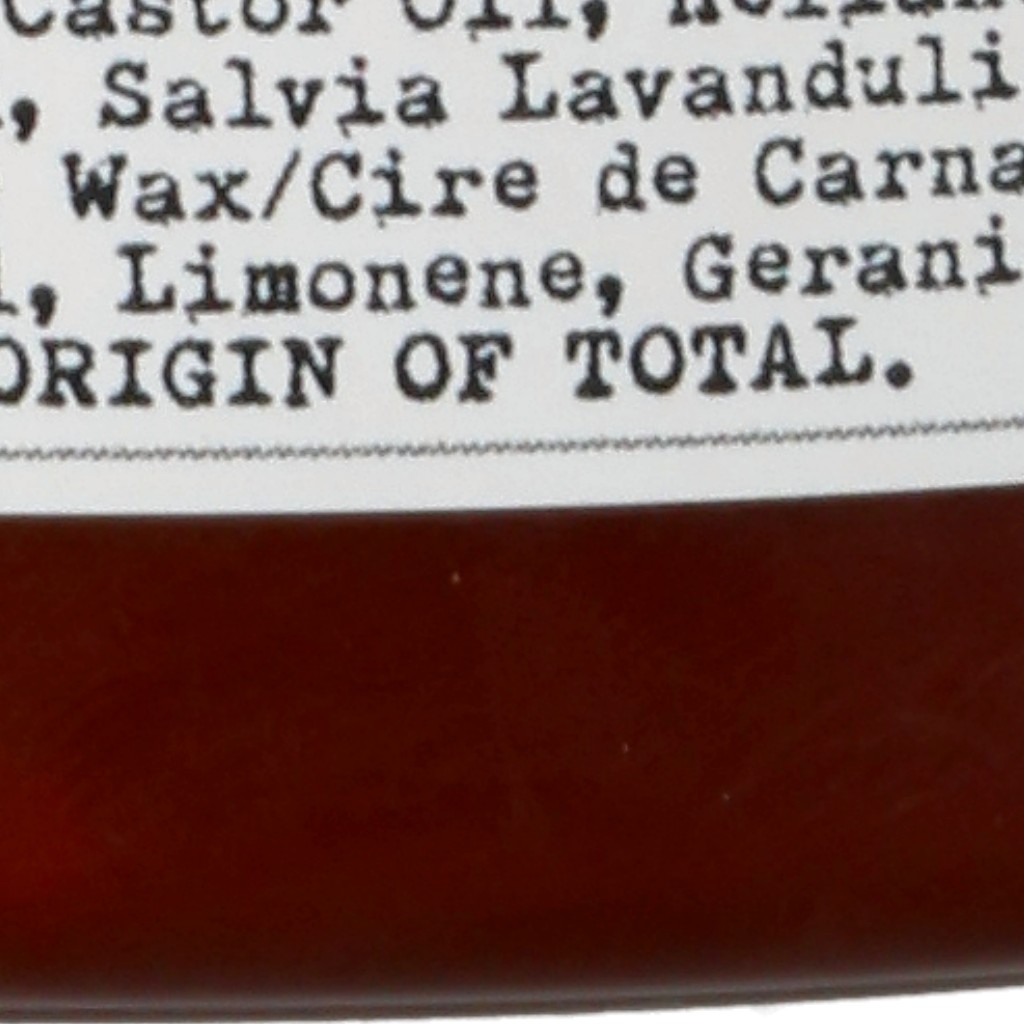 Castor Oil,
, Salvia Lavanduli
Wax/Cire de Carna
, Limonene, Gerani
ORIGIN OF TOTAL.